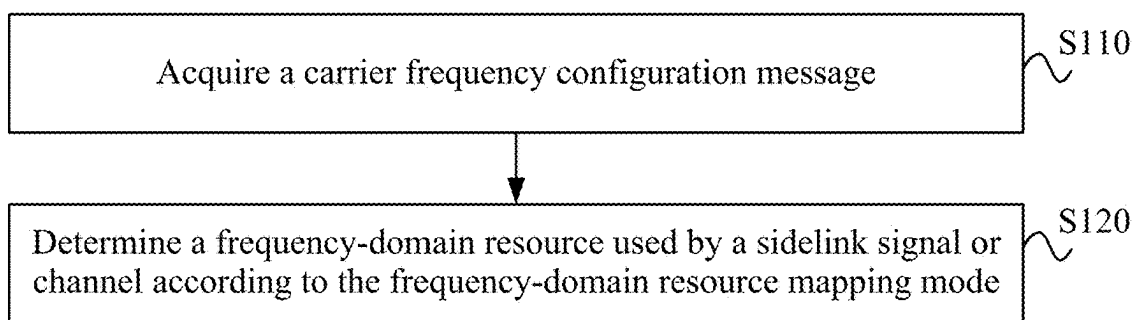 Acquire a carrier frequency configuration message
S110
Determine a frequency-domain resource used by a sidelink signal or
channel according to the frequency-domain resource mapping mode
S120